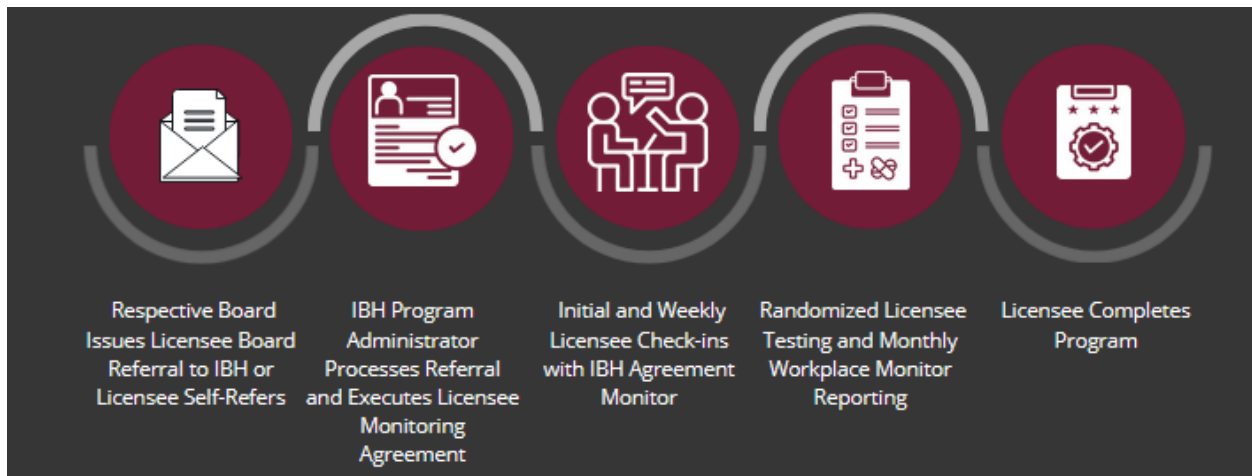 Respective Board
Issues Licensee Board
Referral to IBH or
Licensee Self-Refers
IBH Program
Administrator
Processes Referral
and Executes Licensee
Monitoring
Agreement
Initial and Weekly
Licensee Check-ins
with IBH Agreement
Monitor
Randomized Licensee
Testing and Monthly
Workplace Monitor
Reporting
Licensee Completes
Program